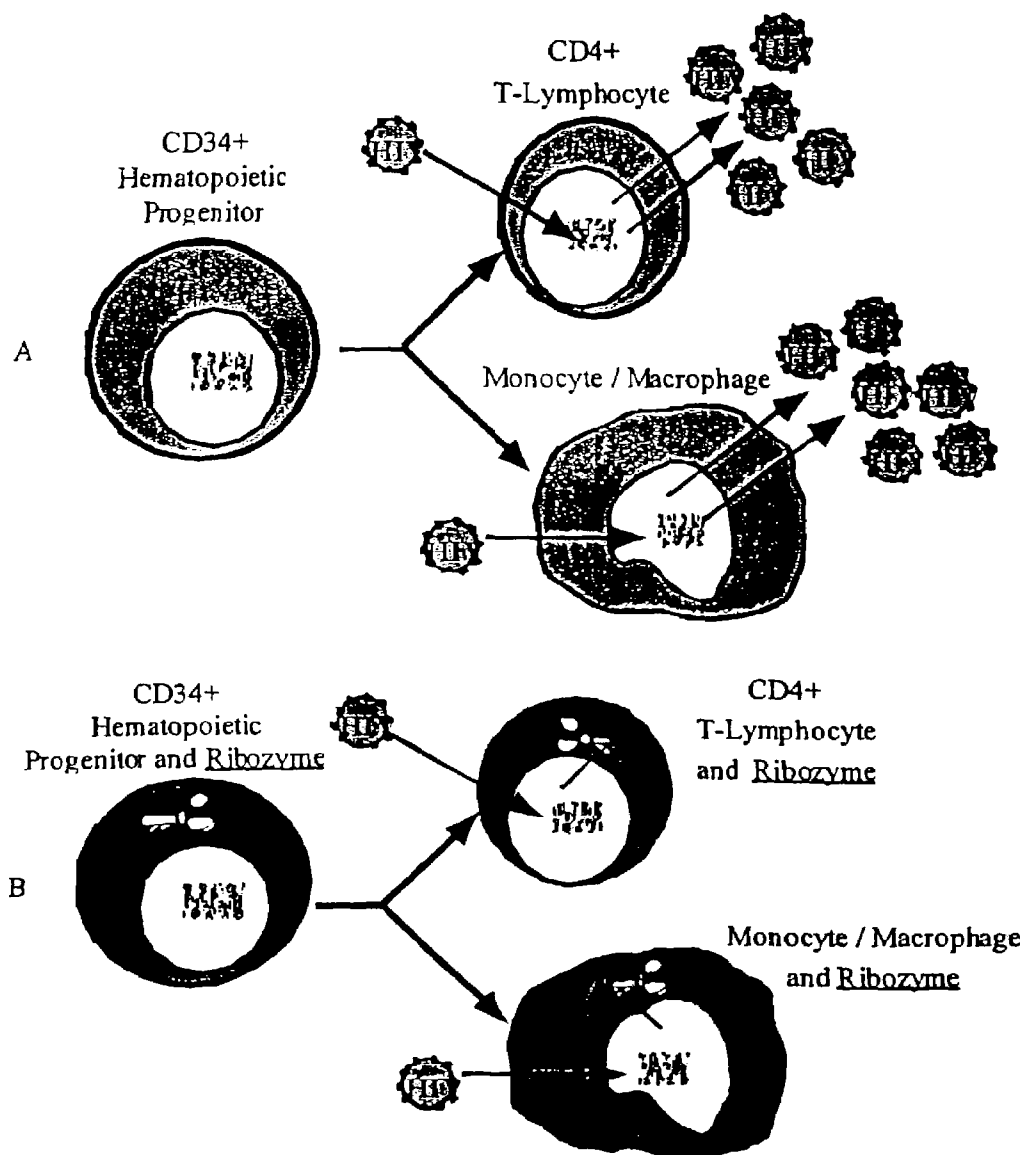 CD34+
Hematopoietic
Progenitor
CD4+
T-Lymphocyte
A
Monocyte / Macrophage
CD34+
Hematopoietic
Progenitor and Ribozyme
CD4+
T-Lymphocyte
and Ribozyme
B
Monocyte / Macrophage
and Ribozyme